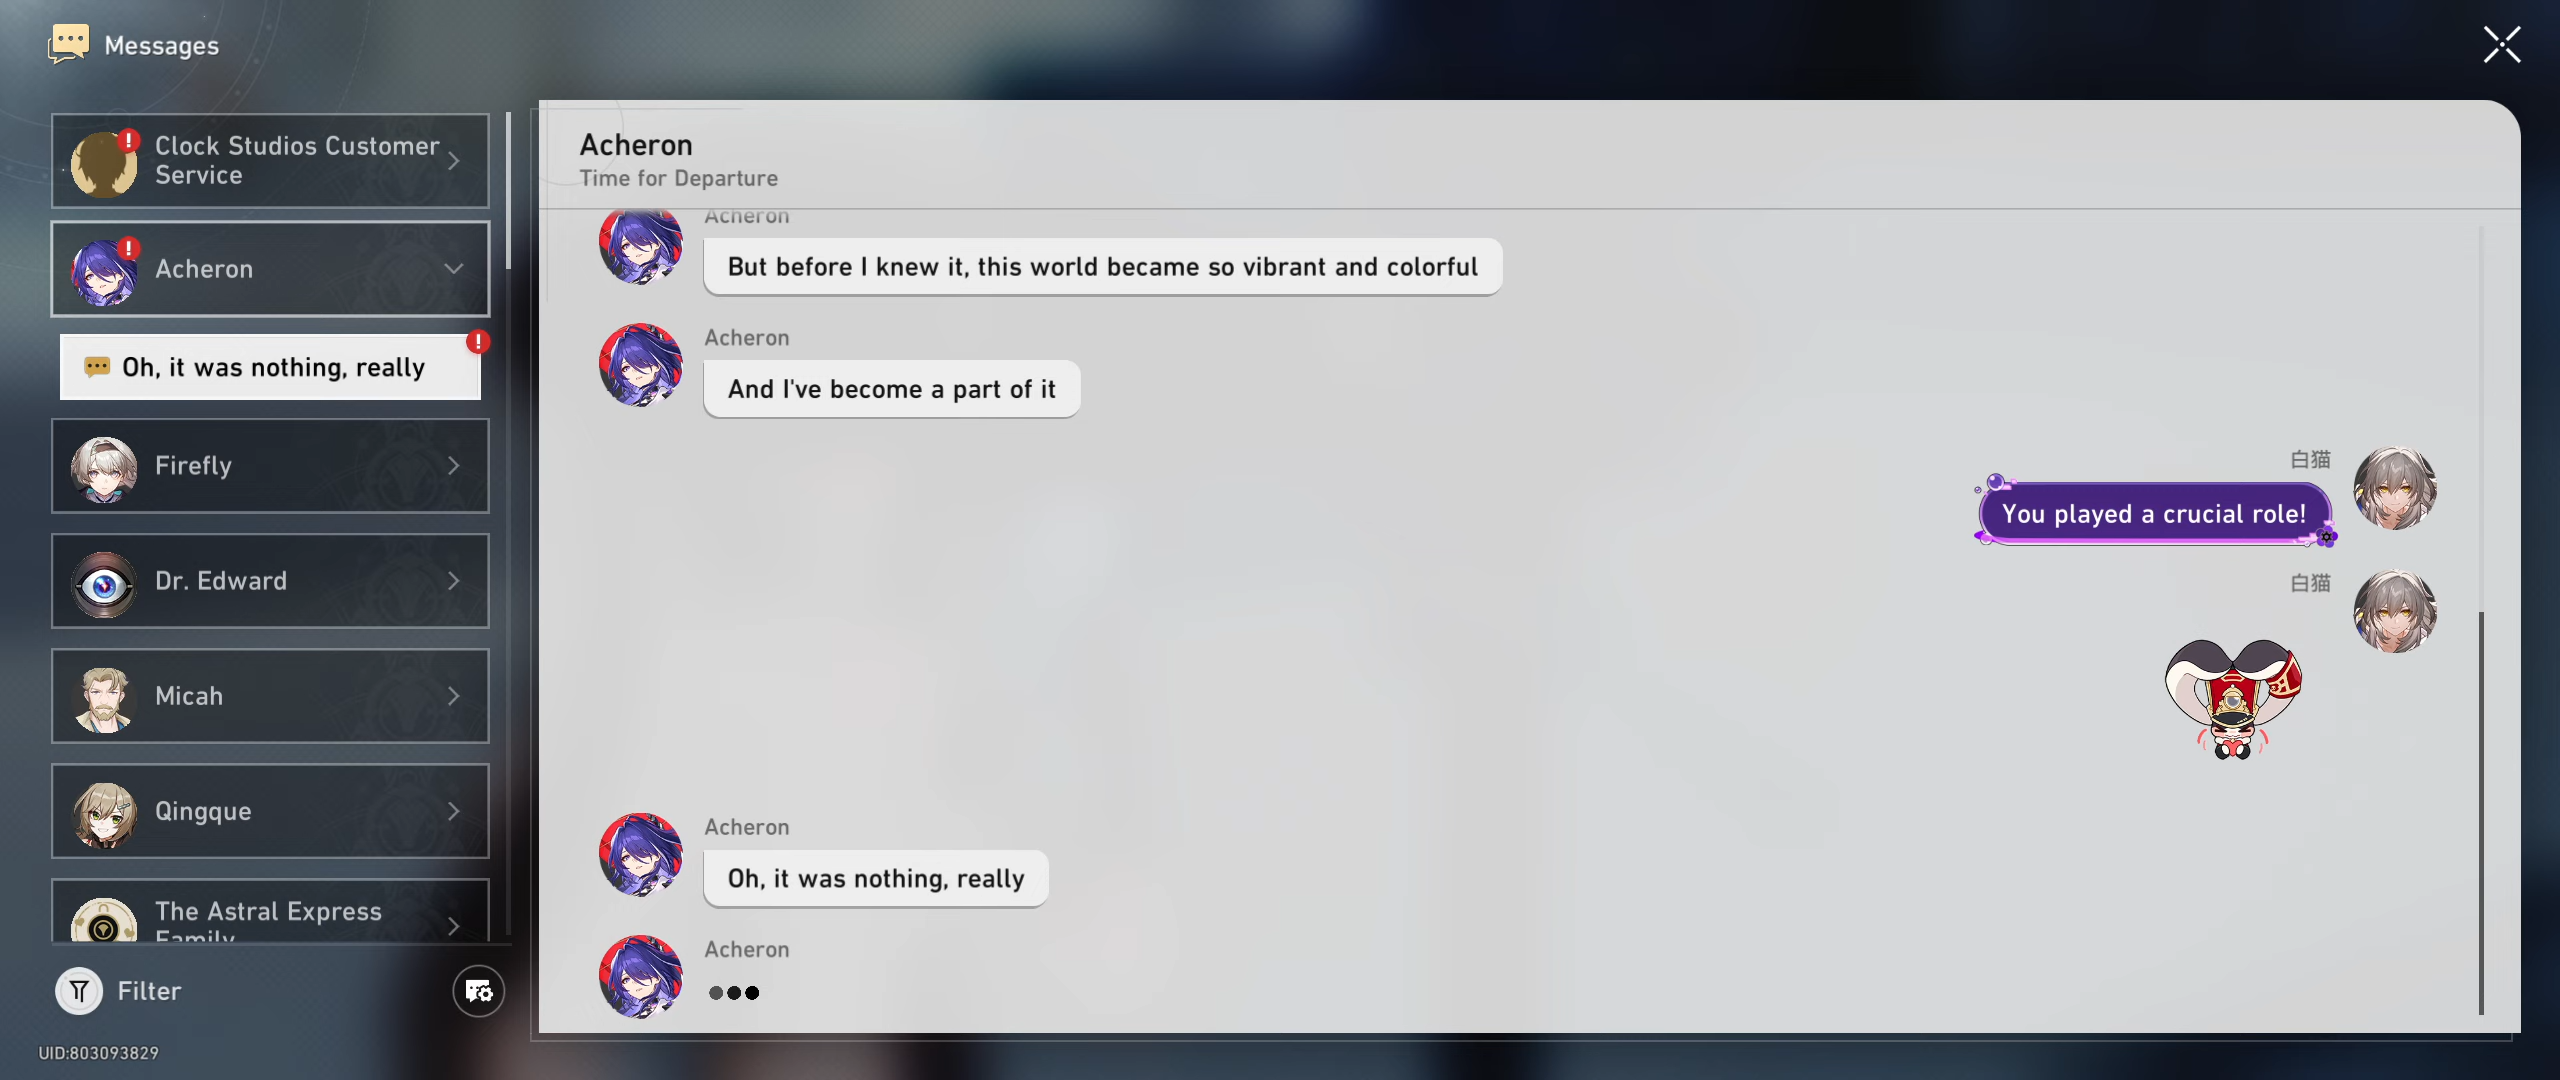 Messages
Clock Studios Customer
Service
Acheron
Oh, it was nothing, really
Firefly
Dr. Edward
Micah
Qingque
The Astral Express
Family
Filter
UID:803093829
Acheron
Time for Departure
Acheron
But before I knew it, this world became so vibrant and colorful
Acheron
And I've become a part of it
白猫
You played a crucial role!
白猫
Acheron
Oh, it was nothing, really
Acheron